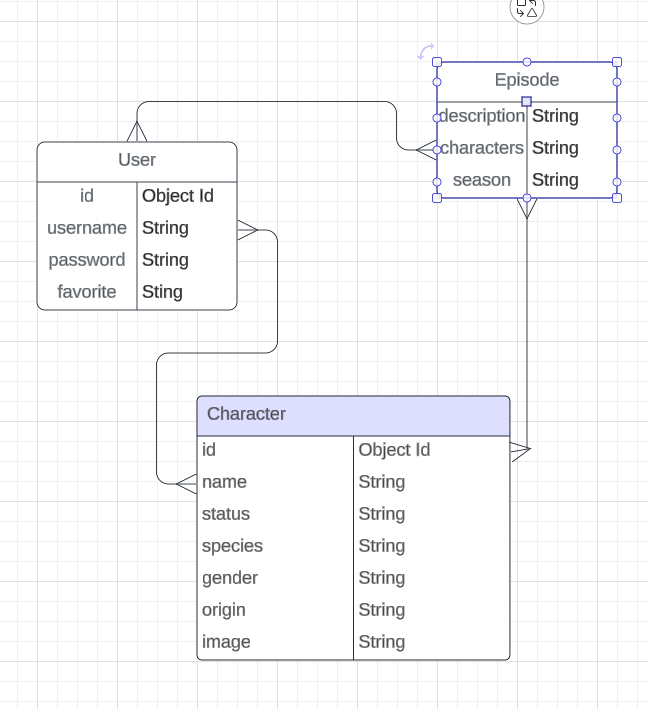 Episode
description String
characters String
season String
User
id Object Id
username String
password String
favorite Sting
Character
id Object Id
name String
status String
species String
gender String
origin String
image String